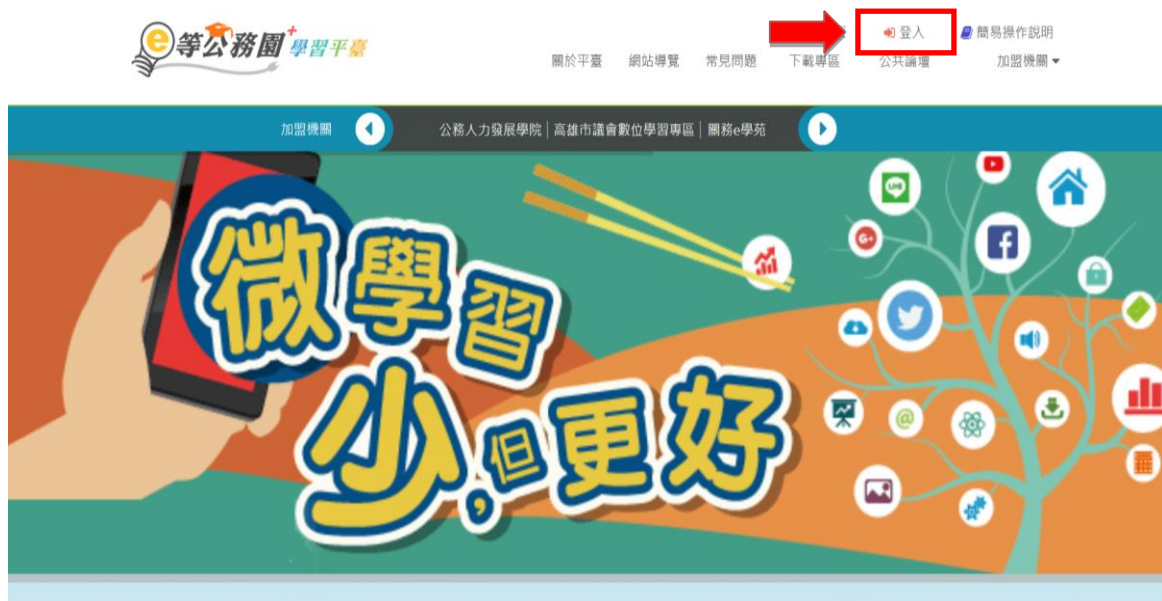 e等公務園+學習平臺
登入 簡易操作說明
關於平臺 網站導覽 常見問題 下載專區 公共論壇 加盟機關
加盟機關 公務人力發展學院 | 高雄市議會數位學習專區 | 關務e學苑
微學習
少,但更好
LINE
G+
f
@